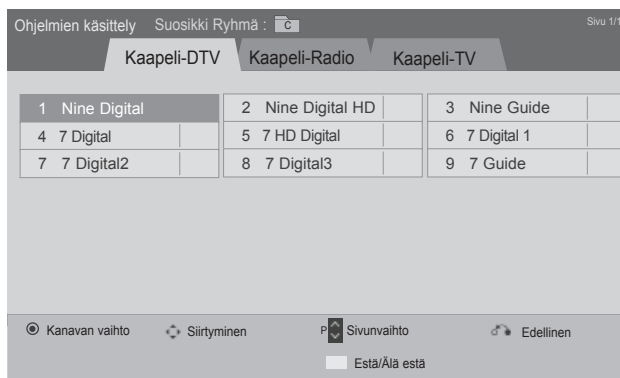 Ohjelmien käsittely Suosikki Ryhmä : C Sivu 1/1
Kaapeli-DTV Kaapeli-Radio Kaapeli-TV
1 Nine Digital 2 Nine Digital HD 3 Nine Guide
4 7 Digital 5 7 HD Digital 6 7 Digital 1
7 7 Digital2 8 7 Digital3 9 7 Guide
Kanavan vaihto Siirtyminen P Sivunvaihto Edellinen
Estä/Älä estä